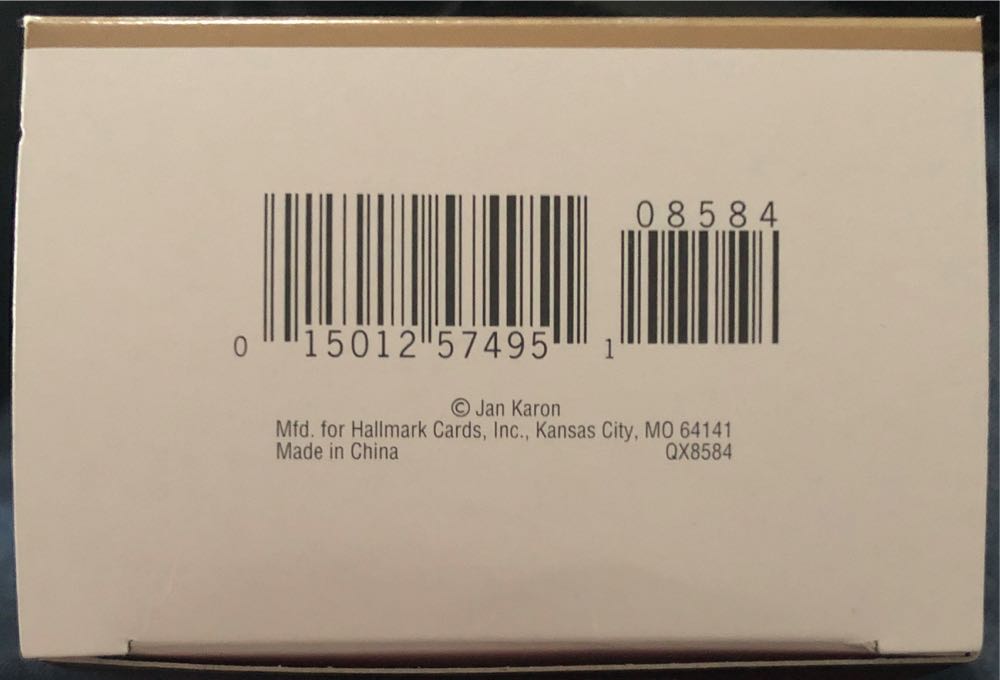 08584
0 15012 57495 1
© Jan Karon
Mfd. for Hallmark Cards, Inc., Kansas City, MO 64141
Made in China QX8584